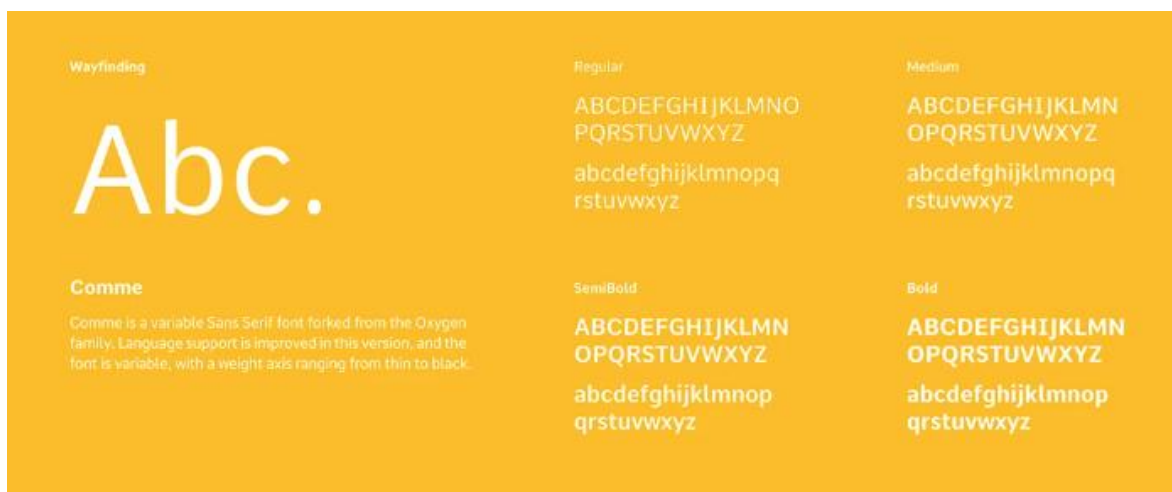 Wayfinding
Abc.
Comme
Comme is a variable Sans Serif font forked from the Oxygen
family. Language support is improved in this version, and the
font is variable, with a weight axis ranging from thin to black.
Regular
ABCDEFGHIJKLMNO
PQRSTUVWXYZ
abcdefghijklmnopq
rstuvwxyz
Medium
ABCDEFGHIJKLMN
OPQRSTUVWXYZ
abcdefghijklmnopq
rstuvwxyz
SemiBold
ABCDEFGHIJKLMN
OPQRSTUVWXYZ
abcdefghijklmnop
qrstuvwxyz
Bold
ABCDEFGHIJKLMN
OPQRSTUVWXYZ
abcdefghijklmnop
qrstuvwxyz